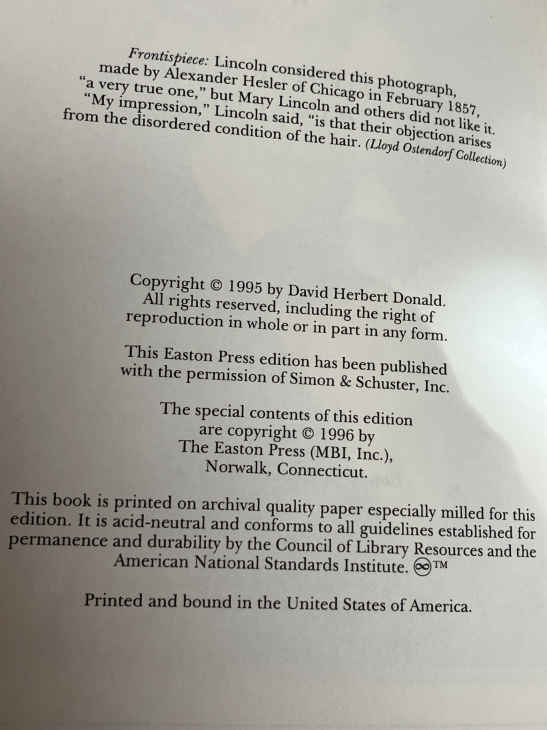 Frontispiece: Lincoln considered this photograph,
made by Alexander Hesler of Chicago in February 1857,
“a very true one,” but Mary Lincoln and others did not like it.
“My impression,” Lincoln said, “is that their objection arises
from the disordered condition of the hair. (Lloyd Ostendorf Collection)
Copyright © 1995 by David Herbert Donald.
All rights reserved, including the right of
reproduction in whole or in part in any form.
This Easton Press edition has been published
with the permission of Simon & Schuster, Inc.
The special contents of this edition
are copyright © 1996 by
The Easton Press (MBI, Inc.),
Norwalk, Connecticut.
This book is printed on archival quality paper especially milled for this
edition. It is acid-neutral and conforms to all guidelines established for
permanence and durability by the Council of Library Resources and the
American National Standards Institute. ♾™
Printed and bound in the United States of America.